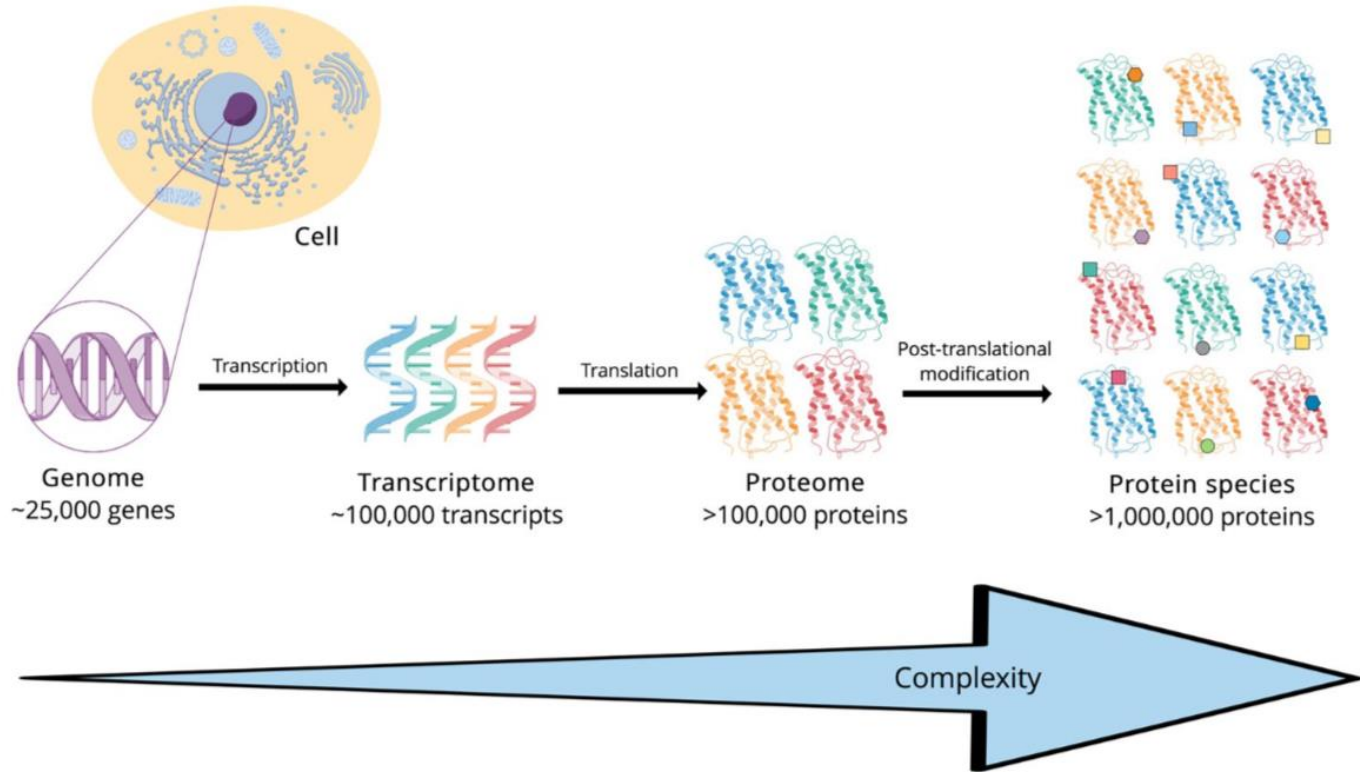 Cell
Transcription
Translation
Post-translational
modification
Genome
~25,000 genes
Transcriptome
~100,000 transcripts
Proteome
>100,000 proteins
Protein species
>1,000,000 proteins
Complexity